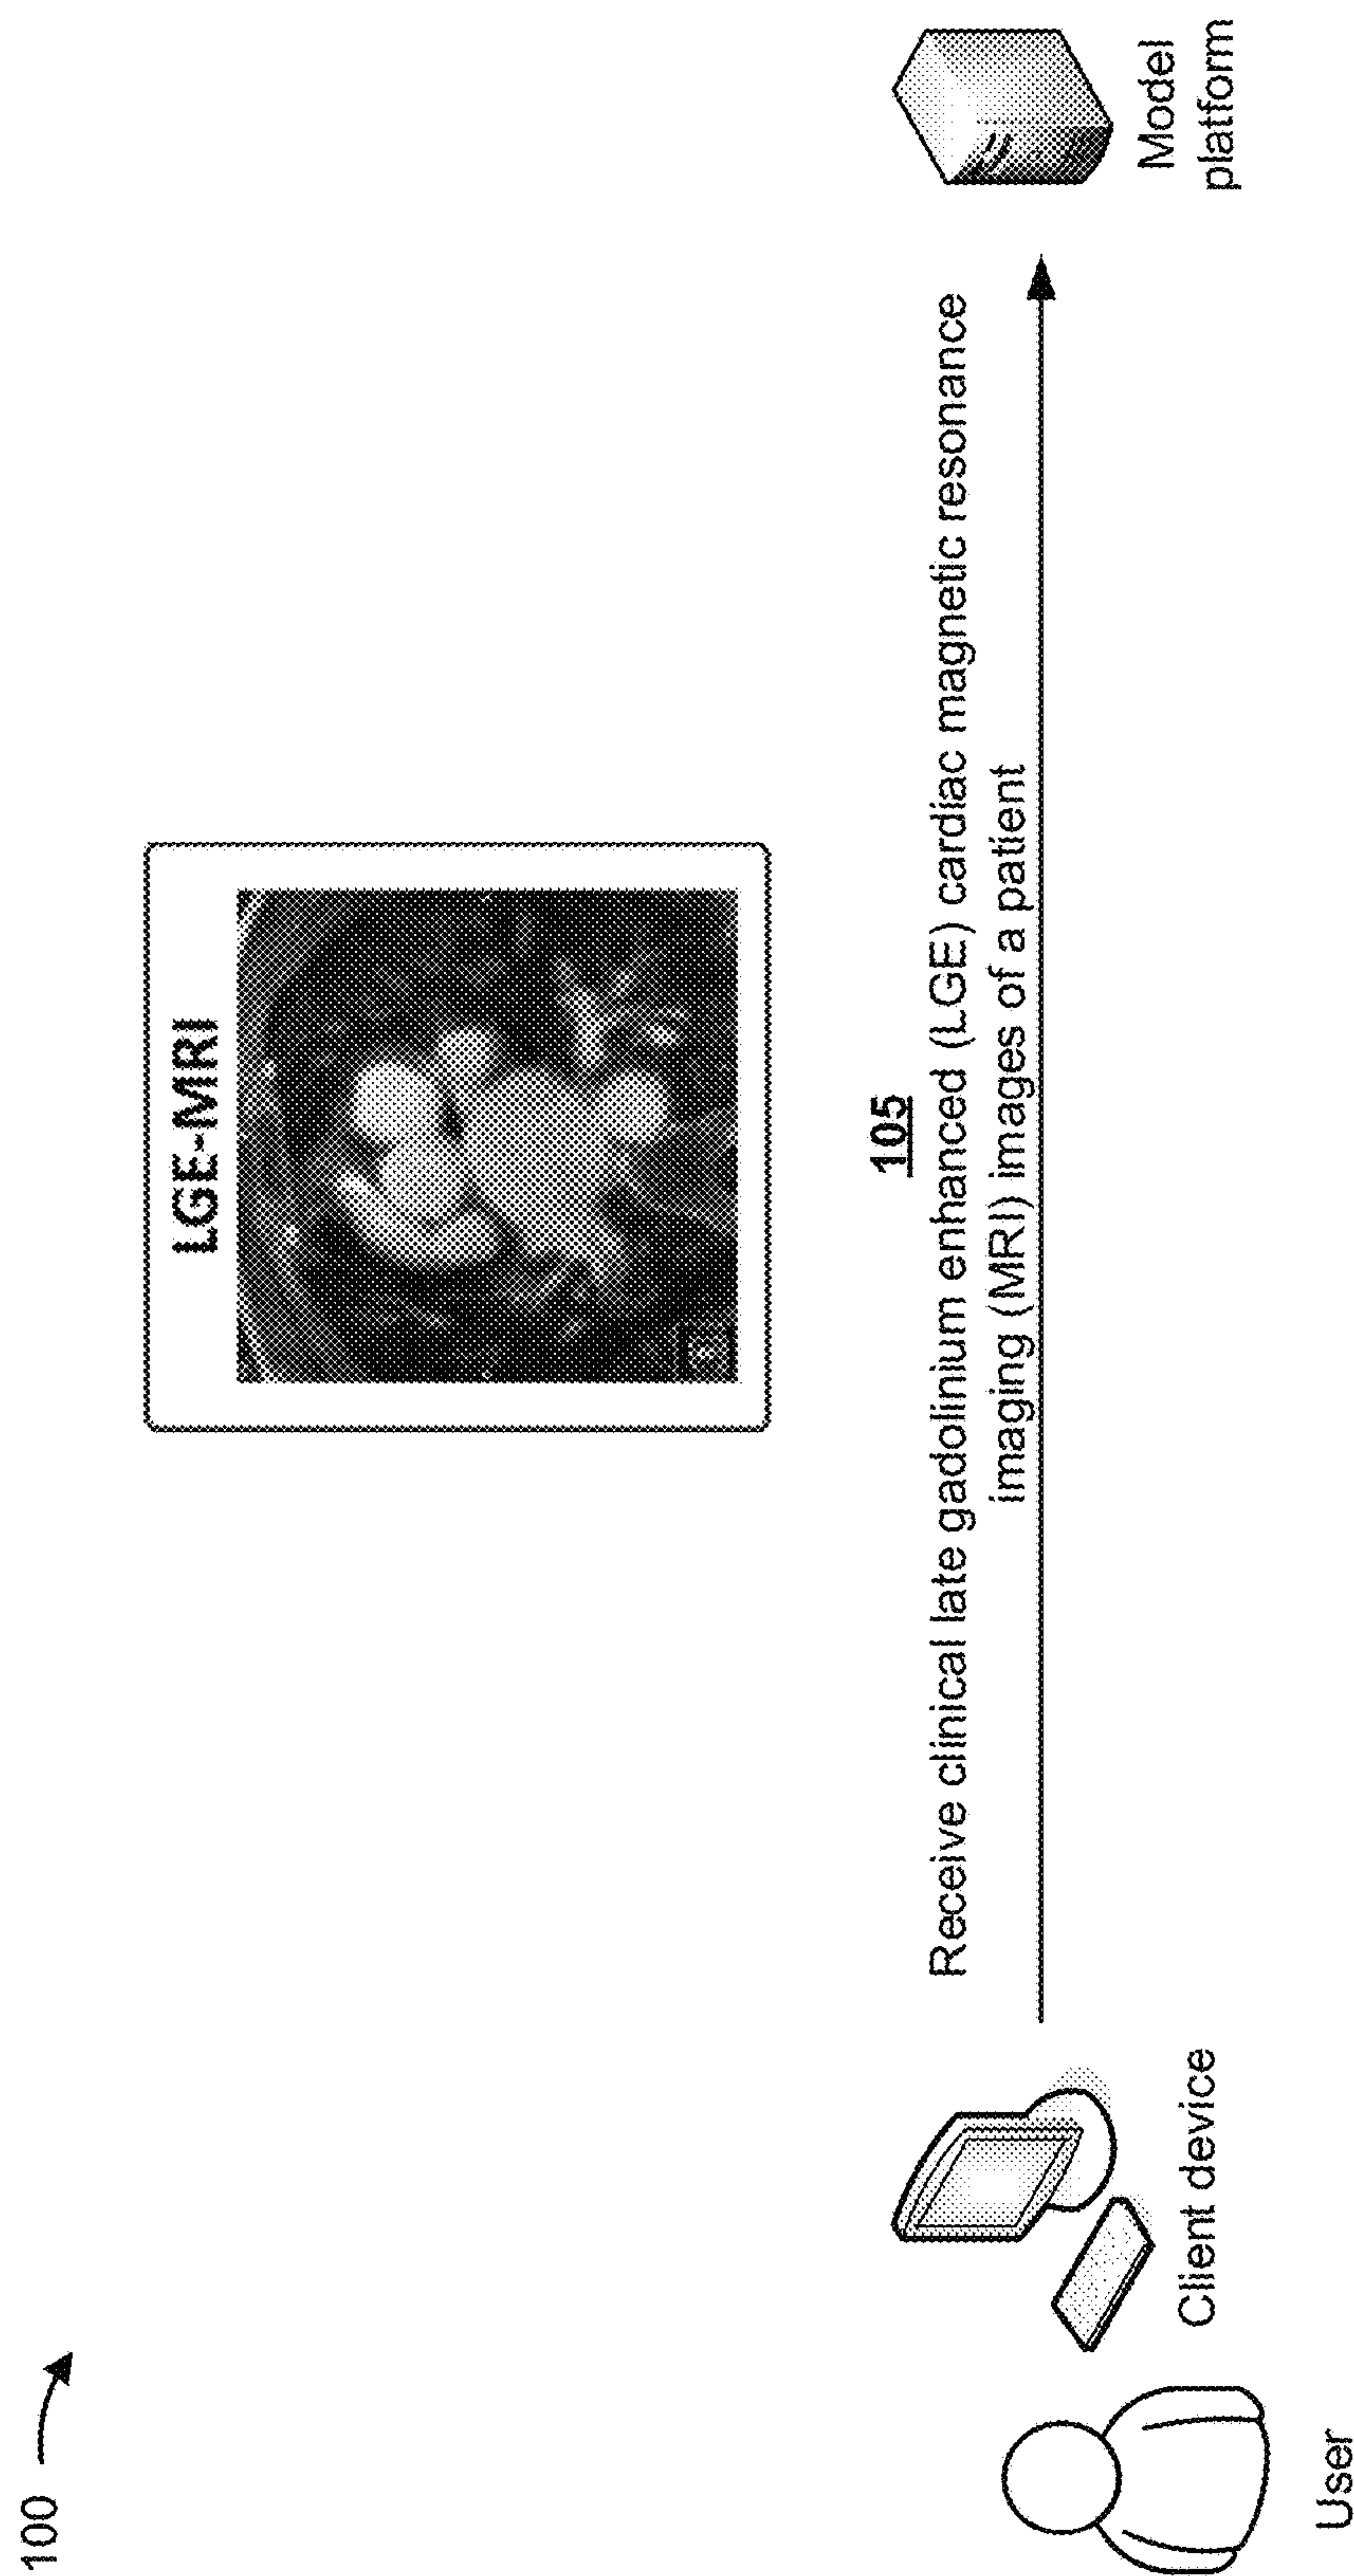 100
LGE-MRI
105
Receive clinical late gadolinium enhanced (LGE) cardiac magnetic resonance
imaging (MRI) images of a patient
User
Client device
Model
platform